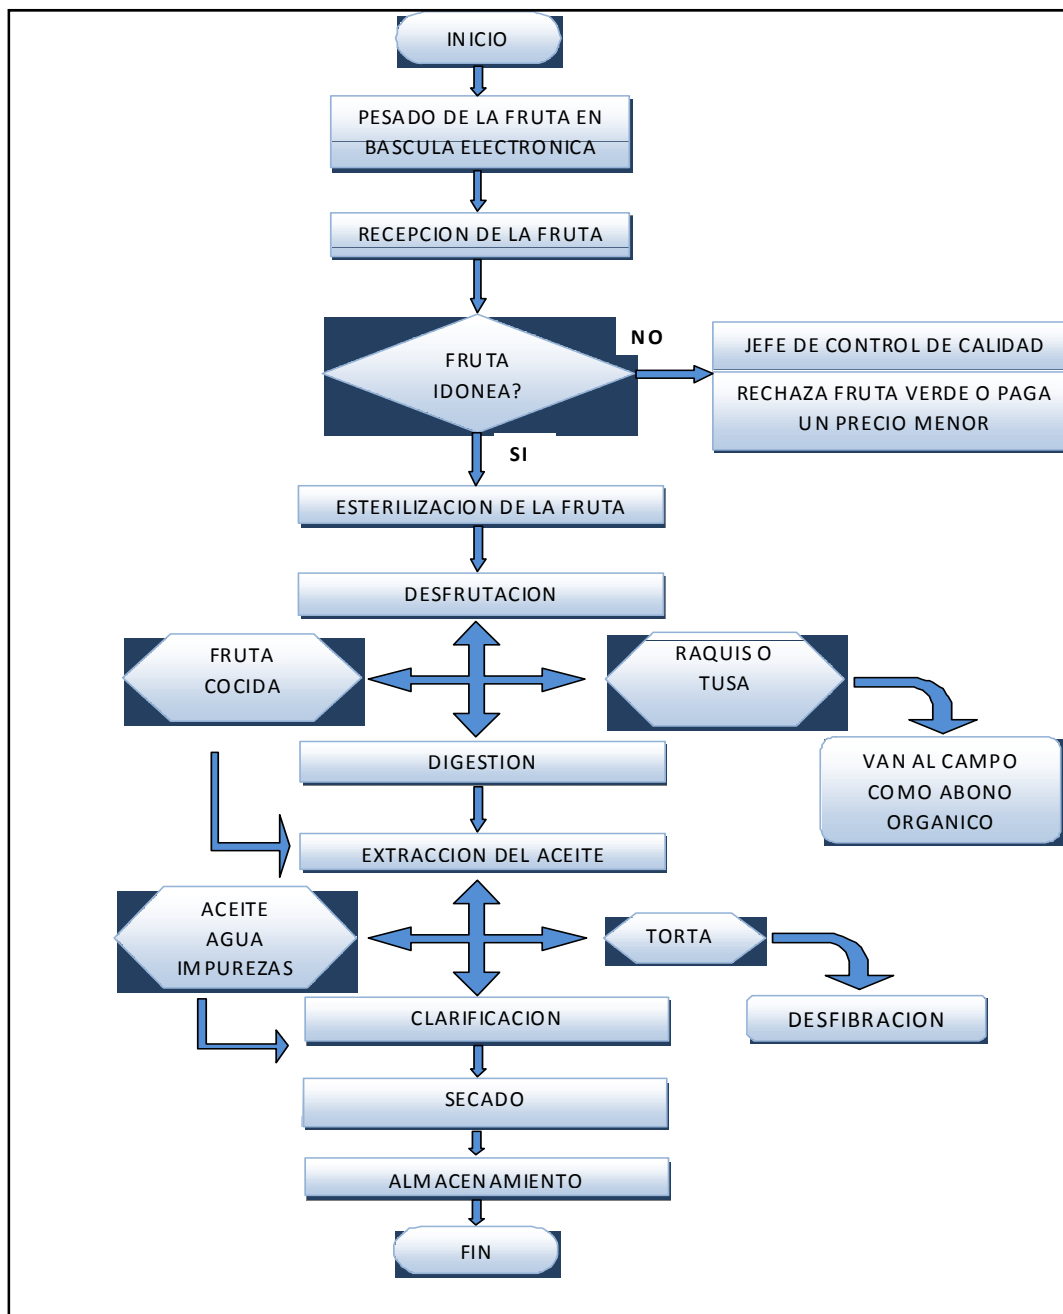 INICIO
PESADO DE LA FRUTA EN
BASCULA ELECTRONICA
RECEPCION DE LA FRUTA
FRUTA
IDONEA?
NO
JEFE DE CONTROL DE CALIDAD
RECHAZA FRUTA VERDE O PAGA
UN PRECIO MENOR
SI
ESTERILIZACION DE LA FRUTA
DESFRUTACION
FRUTA
COCIDA
RAQUIS O
TUSA
DIGESTION
VAN AL CAMPO
COMO ABONO
ORGANICO
EXTRACCION DEL ACEITE
ACEITE
AGUA
IMPUREZAS
TORTA
CLARIFICACION
DESFIBRACION
SECADO
ALMACENAMIENTO
FIN